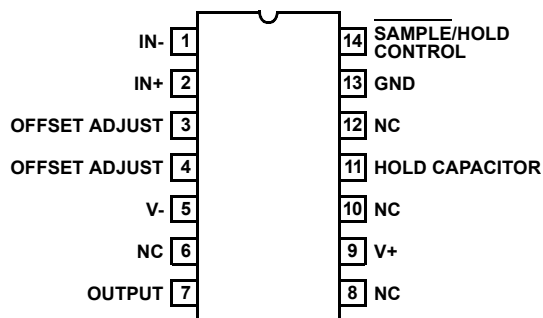 IN- 1
IN+ 2
OFFSET ADJUST 3
OFFSET ADJUST 4
V- 5
NC 6
OUTPUT 7
14 SAMPLE/HOLD
CONTROL
13 GND
12 NC
11 HOLD CAPACITOR
10 NC
9 V+
8 NC